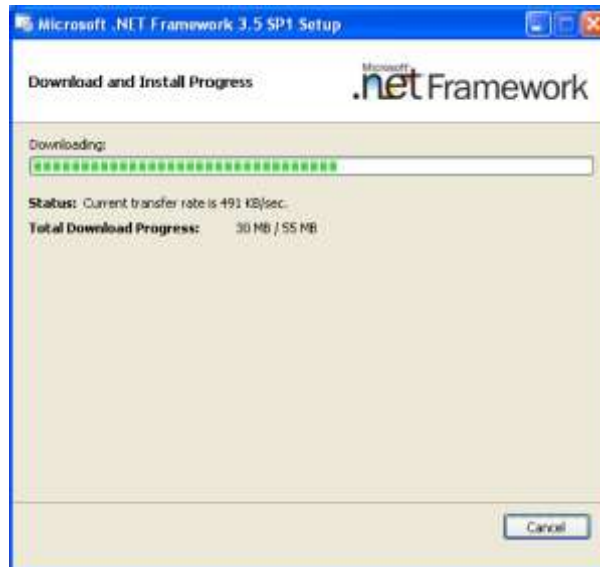 Microsoft .NET Framework 3.5 SP1 Setup
Download and Install Progress
Microsoft
.net Framework
Downloading:
Status: Current transfer rate is 491 KB/sec.
Total Download Progress: 30 MB / 55 MB
Cancel